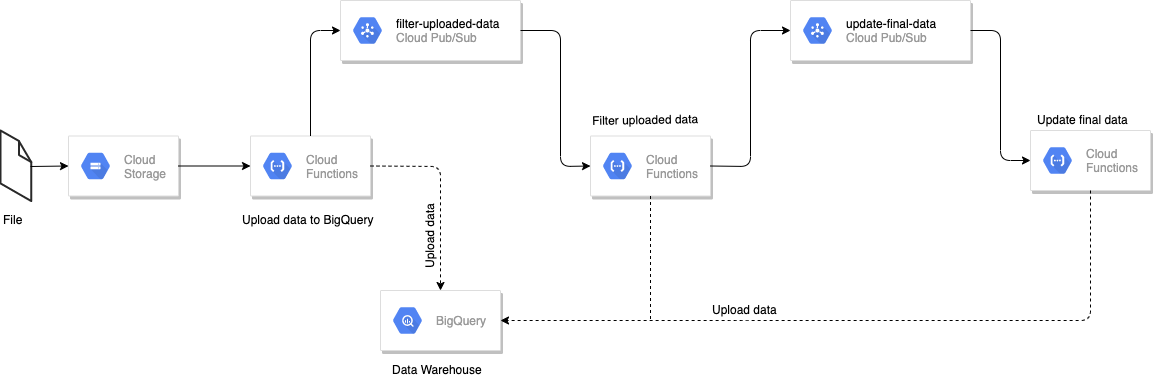 filter-uploaded-data
Cloud Pub/Sub
update-final-data
Cloud Pub/Sub
Filter uploaded data
Update final data
Cloud
Storage
Cloud
Functions
Cloud
Functions
Cloud
Functions
File
Upload data to BigQuery
Upload data
Upload data
BigQuery
Data Warehouse